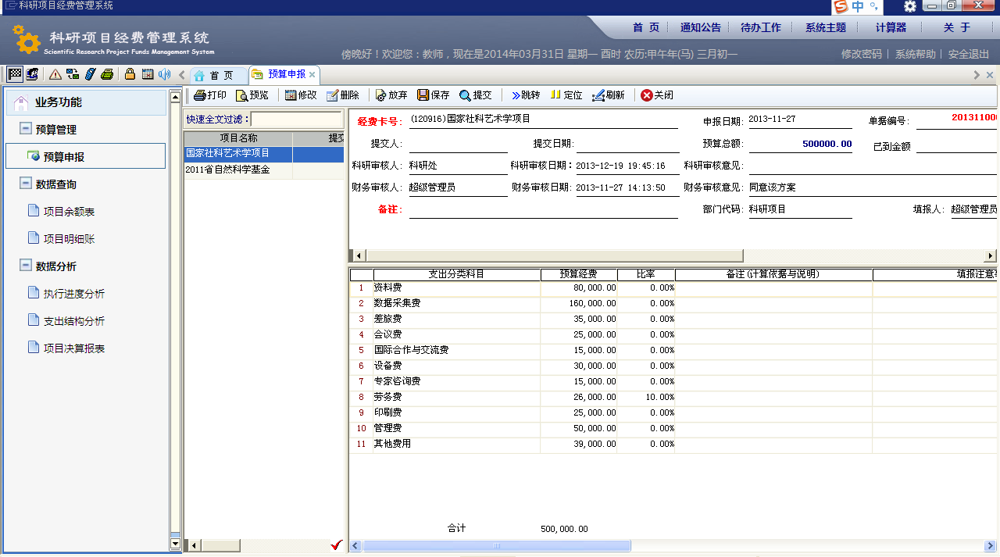 科研项目经费管理系统
中
科研项目经费管理系统
Scientific Research Project Funds Management System
首 页 通知公告 待办工作 系统主题 计算器 关 于
傍晚好！欢迎您：教师，现在是2014年03月31日 星期一 酉时 农历:甲午年(马) 三月初一
修改密码 系统帮助 安全退出
首 页 预算申报
业务功能
预算管理
预算申报
数据查询
项目余额表
项目明细账
数据分析
执行进度分析
支出结构分析
项目决算报表
打印 预览 修改 删除 放弃 保存 提交 跳转 定位 刷新 关闭
快速全文过滤：
项目名称 提交
国家社科艺术学项目
2011省自然科学基金
经费卡号： (120916)国家社科艺术学项目 申报日期: 2013-11-27 单据编号: 201311000
提交人: 提交日期: 预算总额: 500000.00 已到金额
科研审核人: 科研处 科研审核日期: 2013-12-19 19:45:16 科研审核意见:
财务审核人: 超级管理员 财务审核日期: 2013-11-27 14:13:50 财务审核意见: 同意该方案
备注: 部门代码: 科研项目 填报人: 超级管理员
支出分类科目 预算经费 比率 备注(计算依据与说明) 填报注意
1 资料费 80,000.00 0.00%
2 数据采集费 160,000.00 0.00%
3 差旅费 35,000.00 0.00%
4 会议费 25,000.00 0.00%
5 国际合作与交流费 15,000.00 0.00%
6 设备费 30,000.00 0.00%
7 专家咨询费 15,000.00 0.00%
8 劳务费 26,000.00 10.00%
9 印刷费 25,000.00 0.00%
10 管理费 50,000.00 0.00%
11 其他费用 39,000.00 0.00%
合计 500,000.00